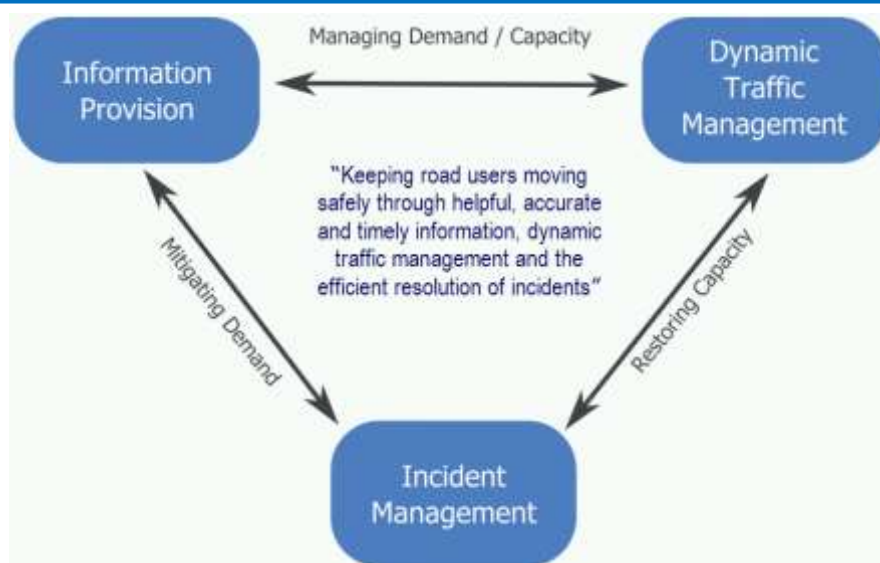 Managing Demand / Capacity
Information
Provision
Dynamic
Traffic
Management
"Keeping road users moving
safely through helpful, accurate
and timely information, dynamic
traffic management and the
efficient resolution of incidents"
Mitigating Demand
Restoring Capacity
Incident
Management